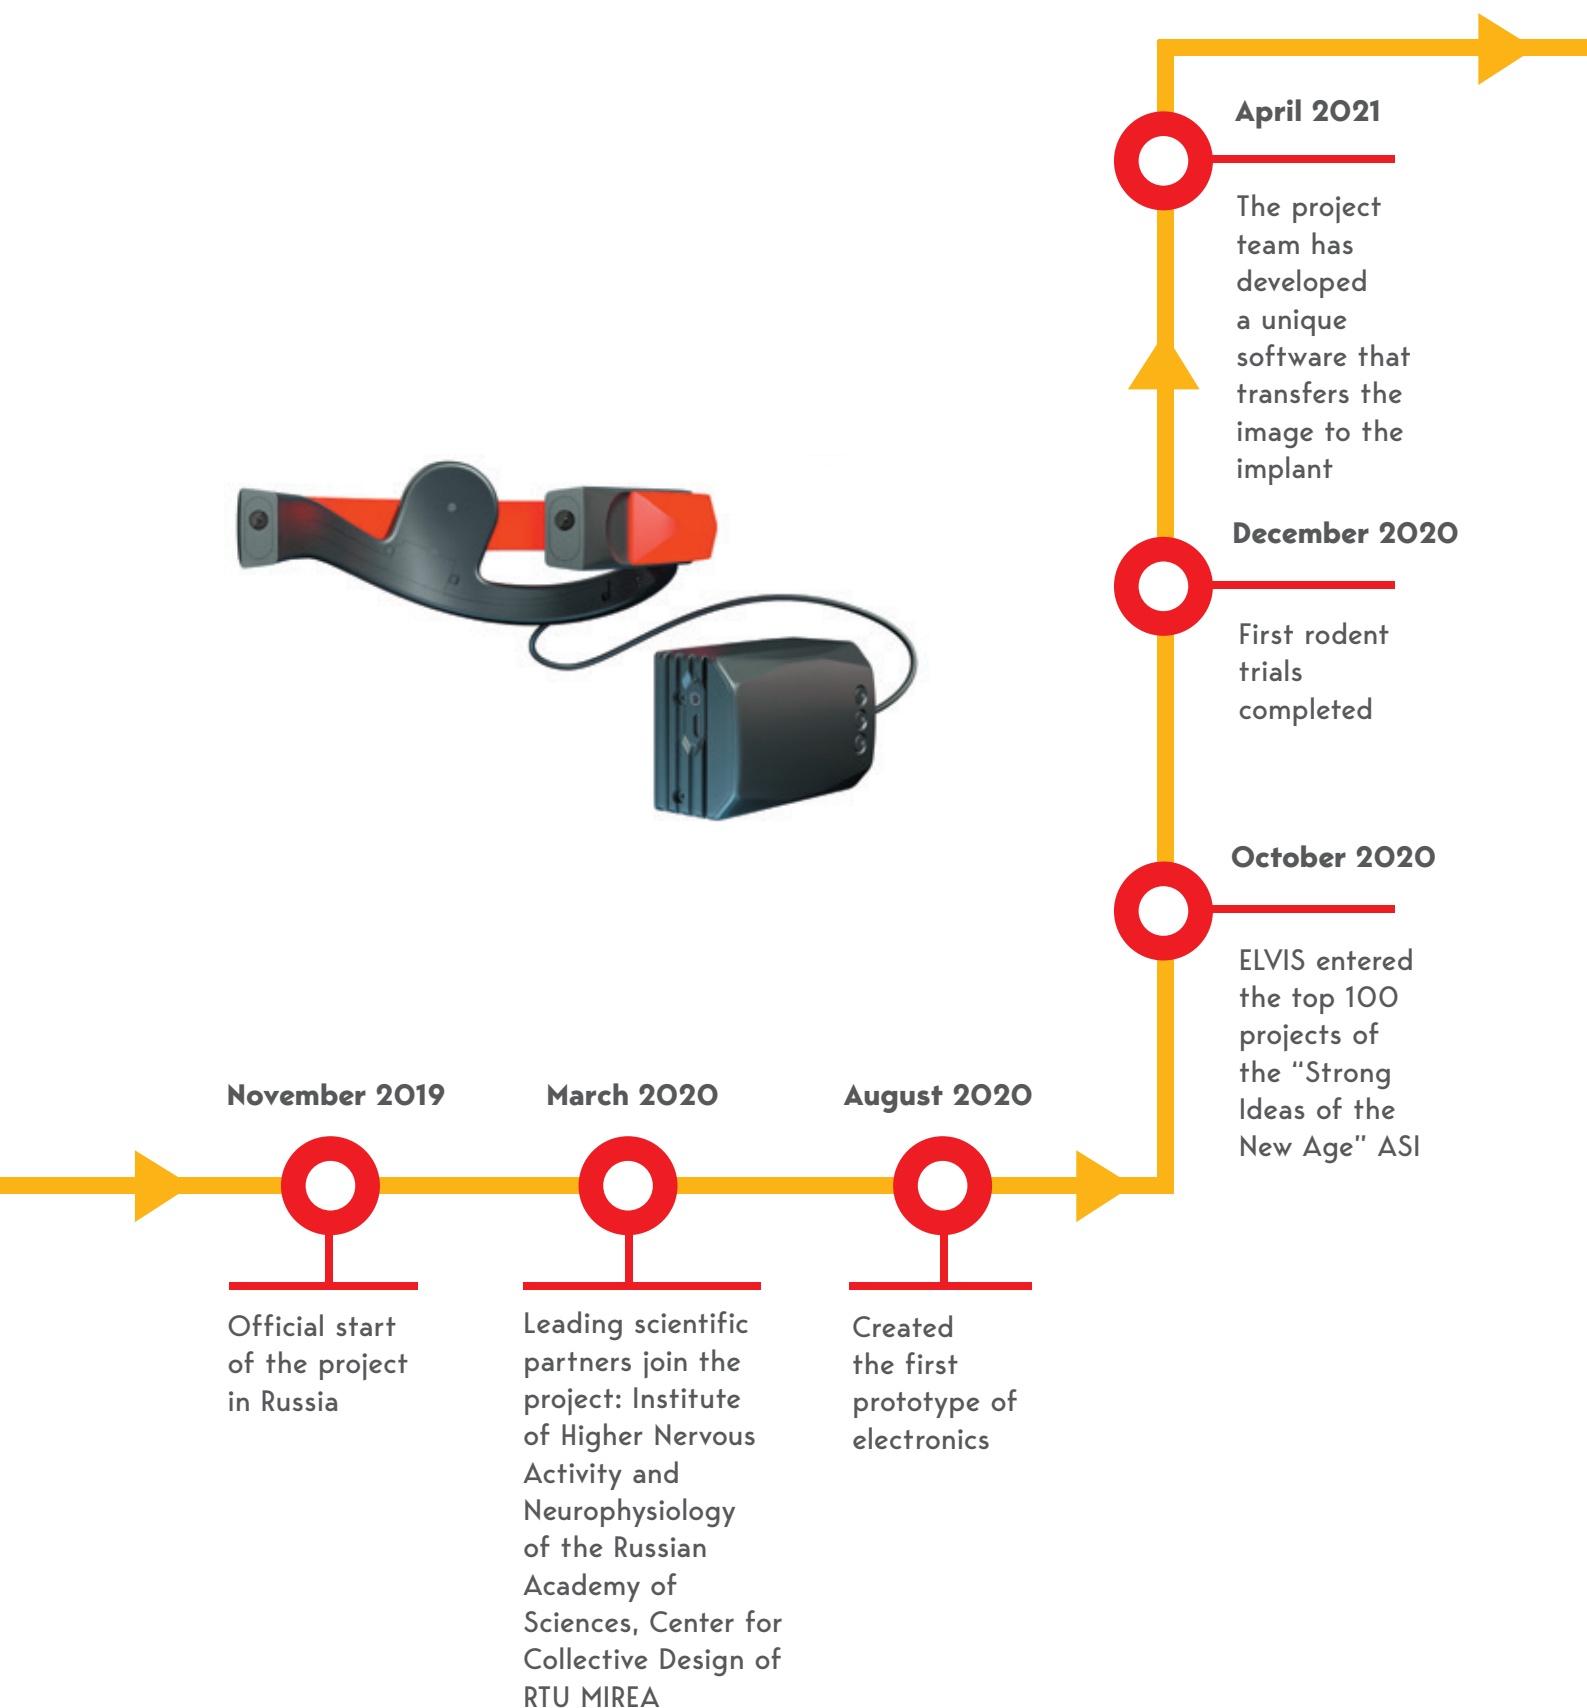 November 2019
Official start
of the project
in Russia
March 2020
Leading scientific
partners join the
project: Institute
of Higher Nervous
Activity and
Neurophysiology
of the Russian
Academy of
Sciences, Center for
Collective Design of
RTU MIREA
August 2020
Created
the first
prototype of
electronics
October 2020
ELVIS entered
the top 100
projects of
the “Strong
Ideas of the
New Age” ASI
December 2020
First rodent
trials
completed
April 2021
The project
team has
developed
a unique
software that
transfers the
image to the
implant